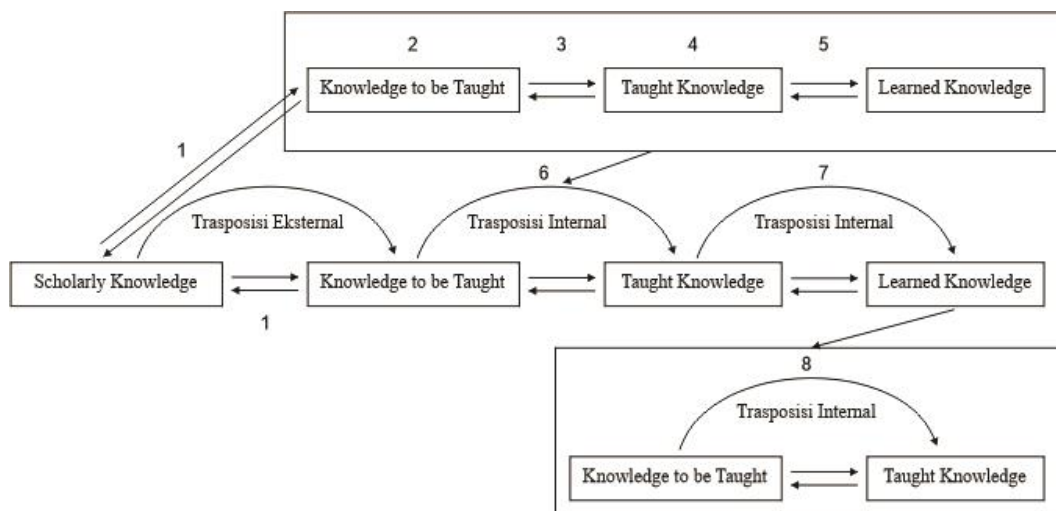 2 3 4 5
Knowledge to be Taught Taught Knowledge Learned Knowledge
1
6 7
Trasposisi Eksternal Trasposisi Internal Trasposisi Internal
Scholarly Knowledge Knowledge to be Taught Taught Knowledge Learned Knowledge
1
8
Trasposisi Internal
Knowledge to be Taught Taught Knowledge